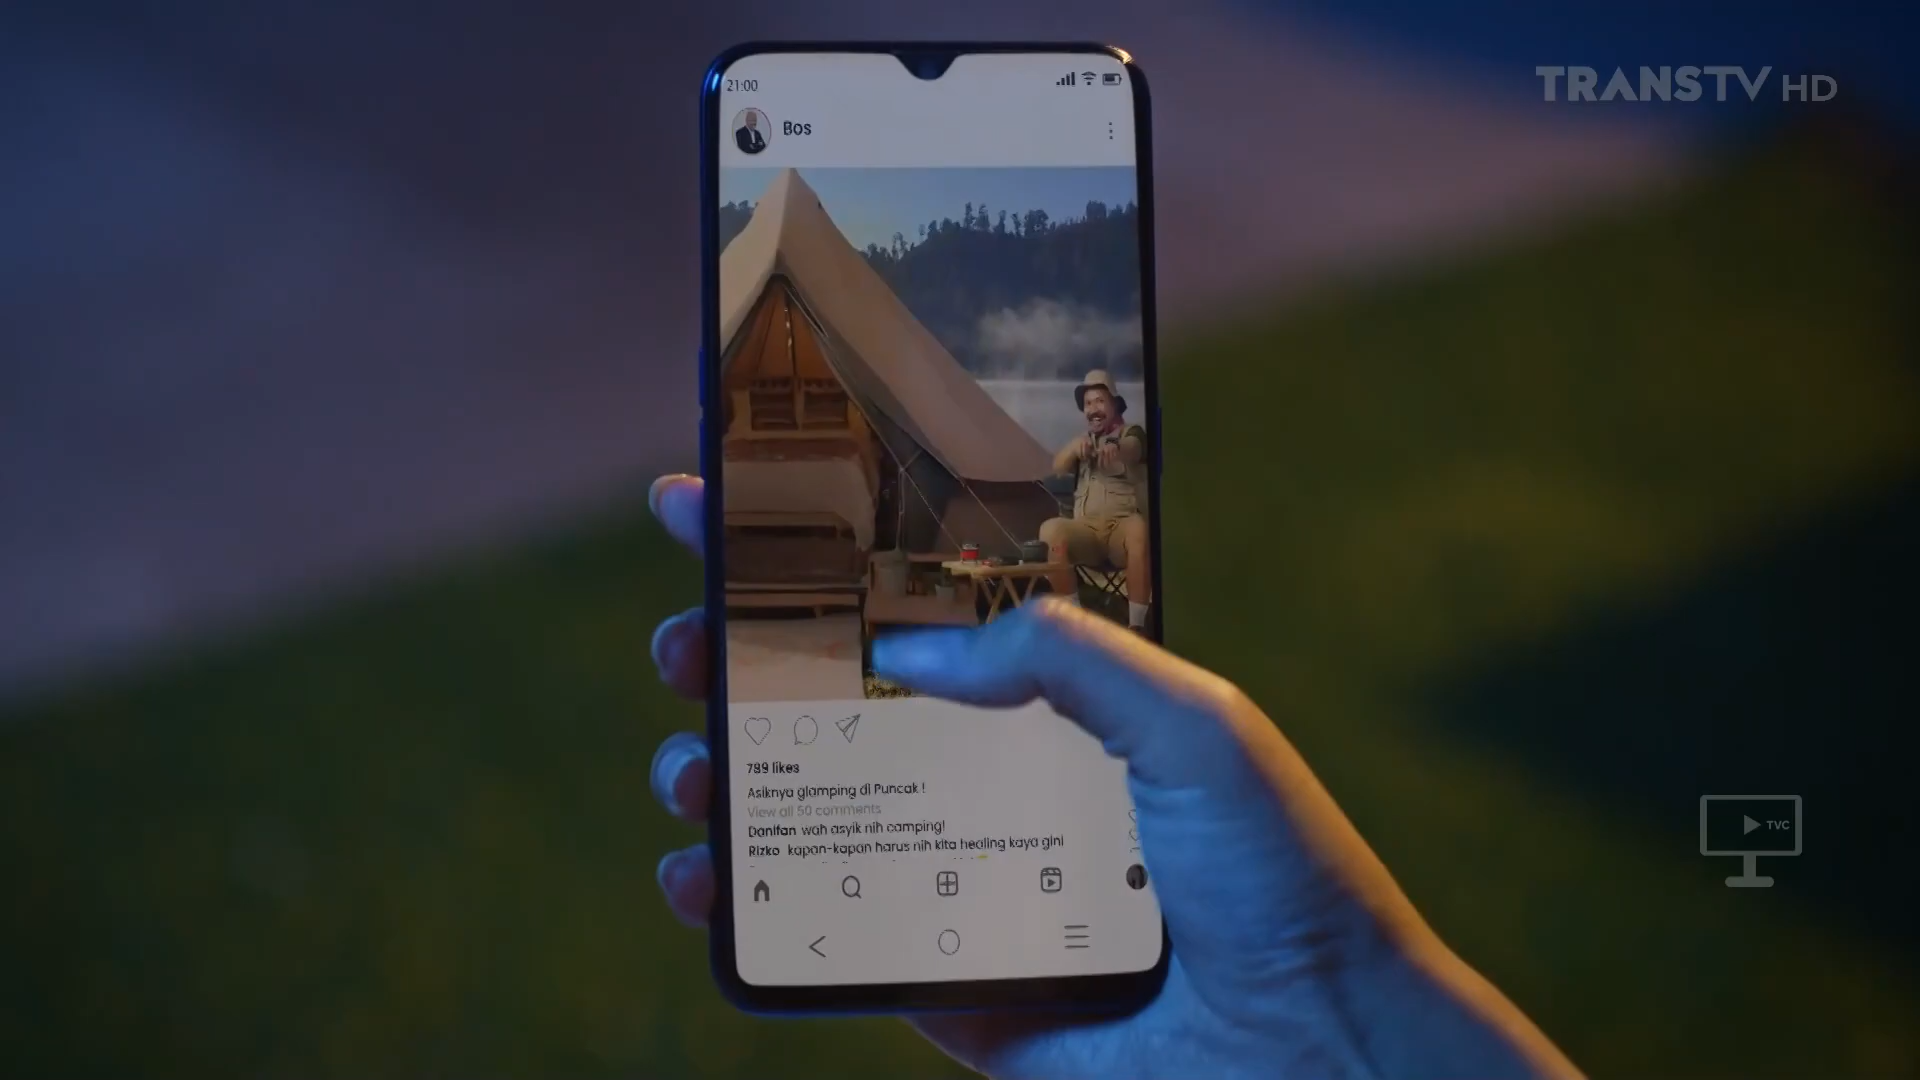 TRANSTV HD
21:00
Bos
TVC
789 likes
Asiknya glamping di Puncak !
View all 50 comments
Danifan wah asyik nih camping!
Rizko kapan-kapan harus nih kita healing kaya gini